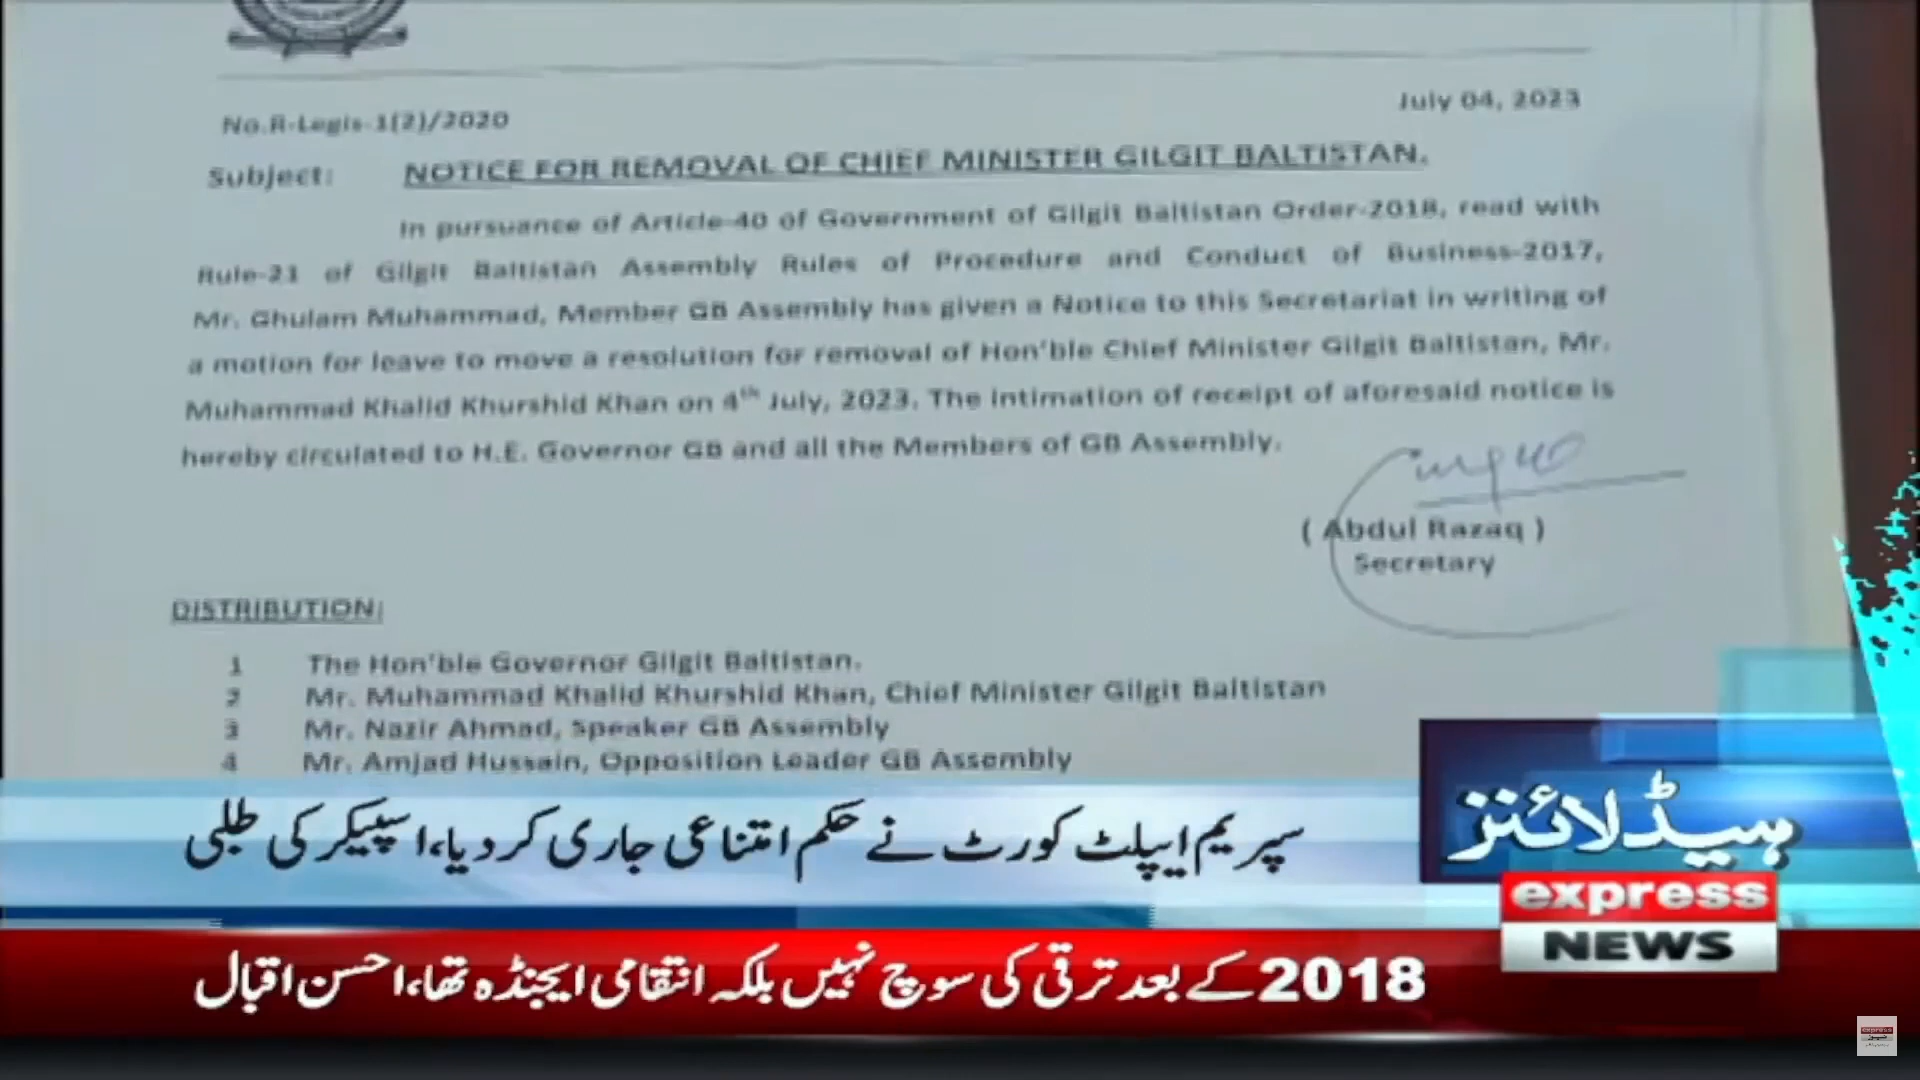 No.R-Legis-1(2)/2020
July 04, 2023
Subject: NOTICE FOR REMOVAL OF CHIEF MINISTER GILGIT BALTISTAN.
In pursuance of Article-40 of Government of Gilgit Baltistan Order-2018, read with
Rule-21 of Gilgit Baltistan Assembly Rules of Procedure and Conduct of Business-2017,
Mr. Ghulam Muhammad, Member GB Assembly has given a Notice to this Secretariat in writing of
a motion for leave to move a resolution for removal of Hon'ble Chief Minister Gilgit Baltistan, Mr.
Muhammad Khalid Khurshid Khan on 4th July, 2023. The intimation of receipt of aforesaid notice is
hereby circulated to H.E. Governor GB and all the Members of GB Assembly.
( Abdul Razaq )
Secretary
DISTRIBUTION:
1 The Hon'ble Governor Gilgit Baltistan.
2 Mr. Muhammad Khalid Khurshid Khan, Chief Minister Gilgit Baltistan
3 Mr. Nazir Ahmad, Speaker GB Assembly
4 Mr. Amjad Hussain, Opposition Leader GB Assembly
ہیڈلائنز
سپریم ایپلٹ کورٹ نے حکم امتناعی جاری کردیا،اسپیکر کی طلبی
express
NEWS
2018 کے بعد ترقی کی سوچ نہیں بلکہ انتقامی ایجنڈہ تھا،احسن اقبال